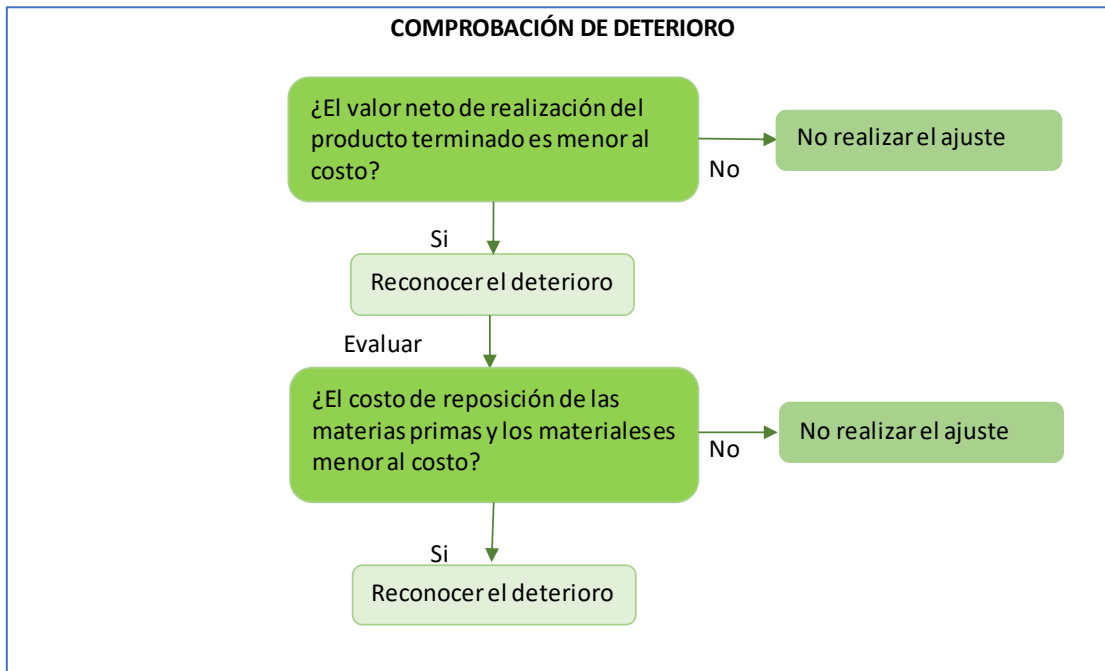 COMPROBACIÓN DE DETERIORO
¿El valor neto de realización del
producto terminado es menor al
costo?
No realizar el ajuste
No
Si
Reconocer el deterioro
Evaluar
¿El costo de reposición de las
materias primas y los materiales es
menor al costo?
No realizar el ajuste
No
Si
Reconocer el deterioro